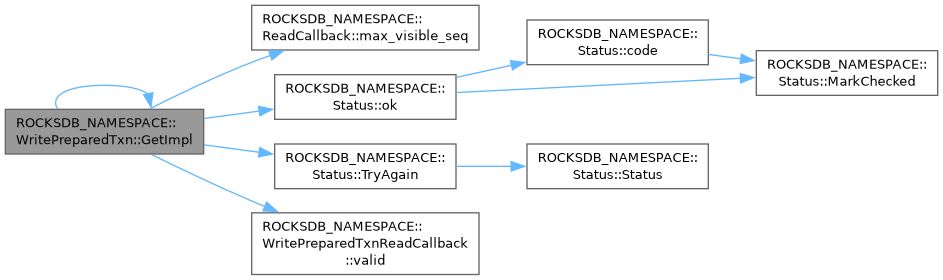 ROCKSDB_NAMESPACE::
WritePreparedTxn::GetImpl
ROCKSDB_NAMESPACE::
ReadCallback::max_visible_seq
ROCKSDB_NAMESPACE::
Status::ok
ROCKSDB_NAMESPACE::
Status::code
ROCKSDB_NAMESPACE::
Status::MarkChecked
ROCKSDB_NAMESPACE::
Status::TryAgain
ROCKSDB_NAMESPACE::
Status::Status
ROCKSDB_NAMESPACE::
WritePreparedTxnReadCallback
::valid